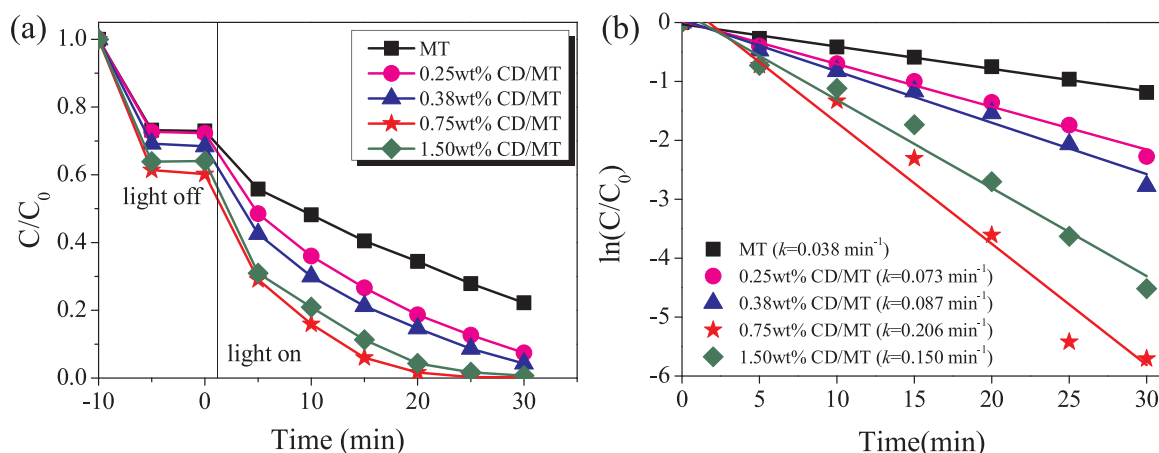 (a)
1.0
0.8
0.6
0.4
0.2
0.0
C/C₀
-10
0
10
20
30
Time (min)
MT
0.25wt% CD/MT
0.38wt% CD/MT
0.75wt% CD/MT
1.50wt% CD/MT
light off
light on
(b)
0
-1
-2
-3
-4
-5
-6
ln(C/C₀)
0
5
10
15
20
25
30
Time(min)
MT (k=0.038 min⁻¹)
0.25wt% CD/MT (k=0.073 min⁻¹)
0.38wt% CD/MT (k=0.087 min⁻¹)
0.75wt% CD/MT (k=0.206 min⁻¹)
1.50wt% CD/MT (k=0.150 min⁻¹)